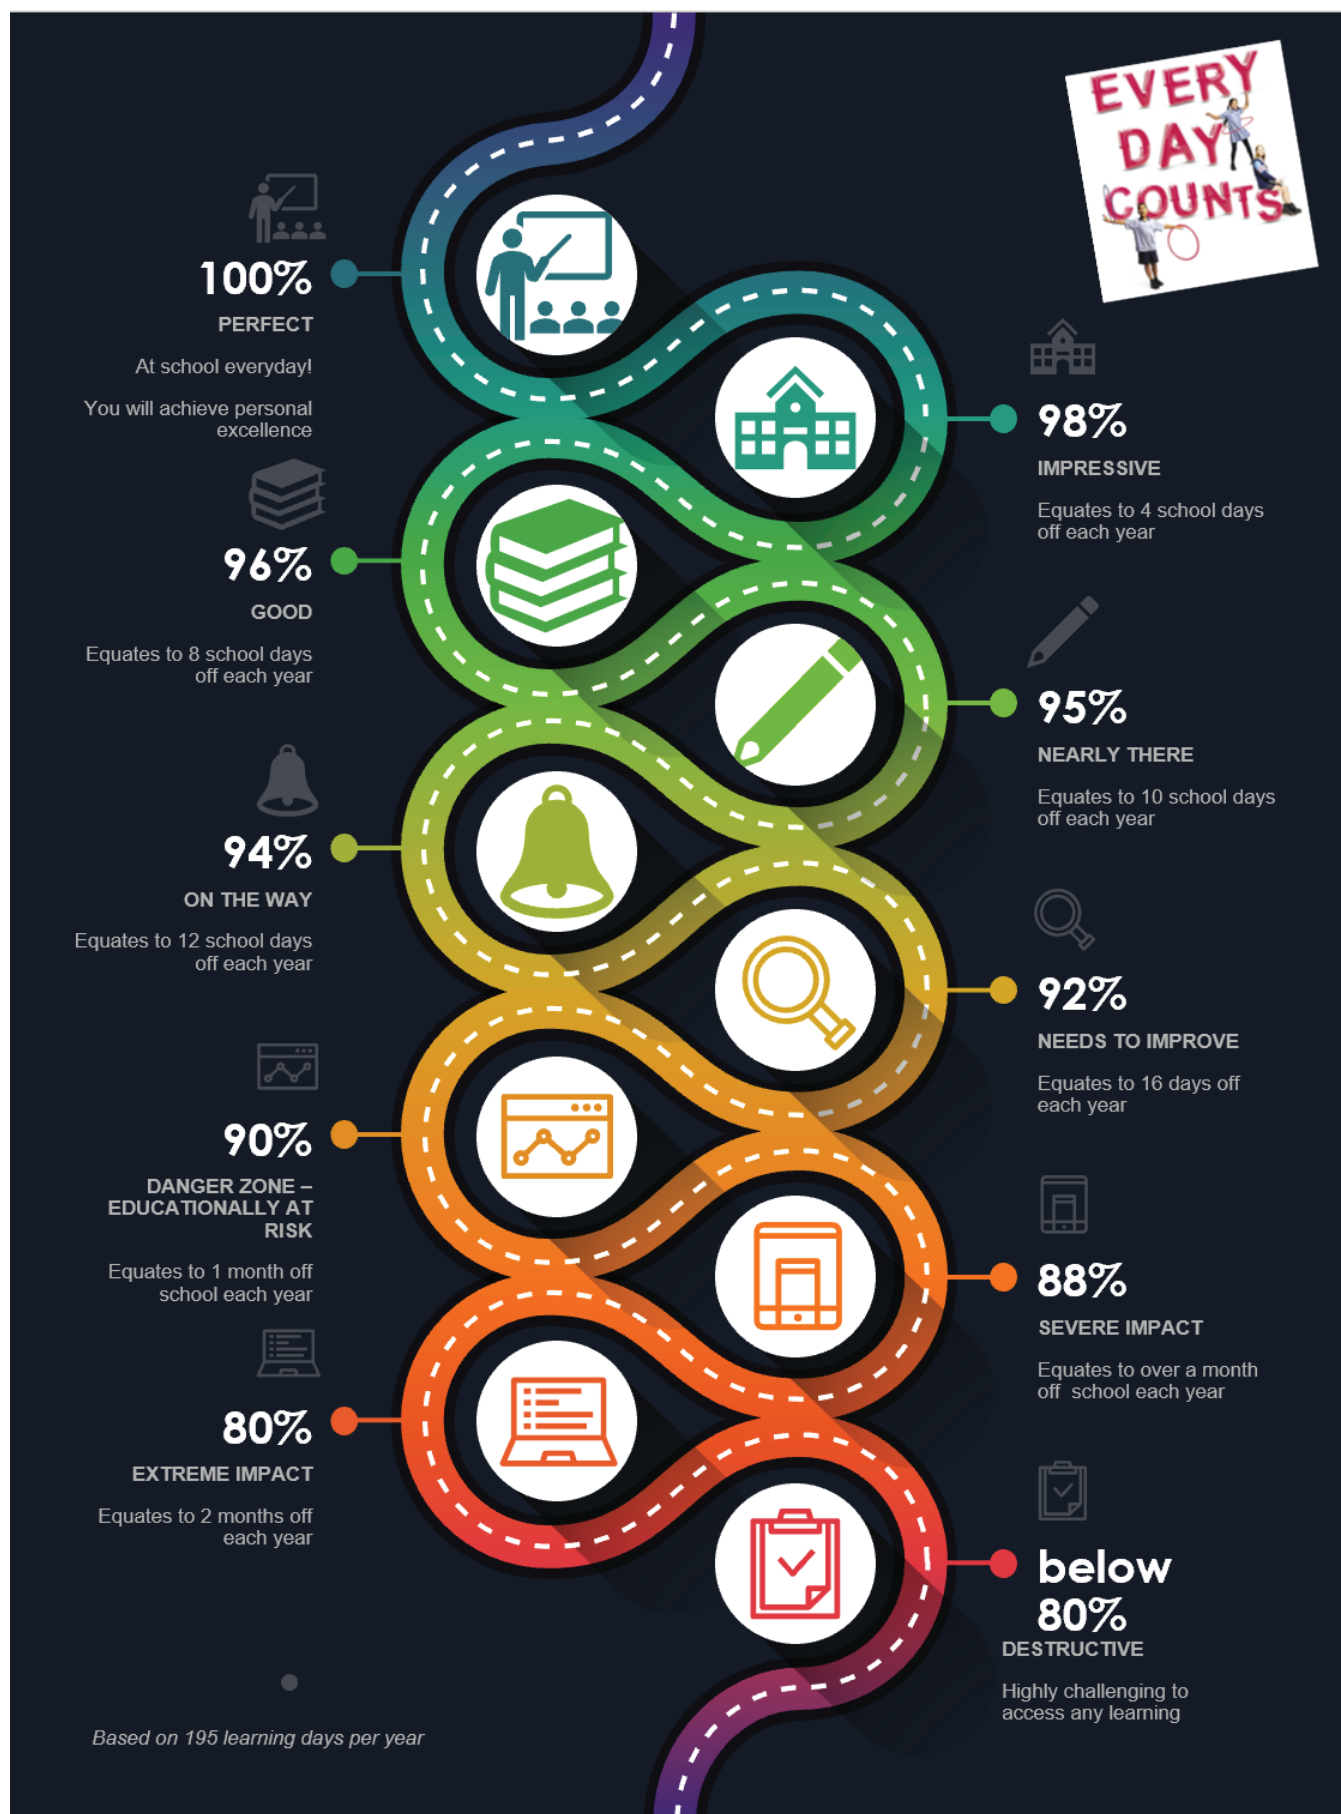 EVERY
DAY
COUNTS
100%
PERFECT
At school everyday!
You will achieve personal
excellence
98%
IMPRESSIVE
Equates to 4 school days
off each year
96%
GOOD
Equates to 8 school days
off each year
95%
NEARLY THERE
Equates to 10 school days
off each year
94%
ON THE WAY
Equates to 12 school days
off each year
92%
NEEDS TO IMPROVE
Equates to 16 days off
each year
90%
DANGER ZONE –
EDUCATIONALLY AT
RISK
Equates to 1 month off
school each year
88%
SEVERE IMPACT
Equates to over a month
off  school each year
80%
EXTREME IMPACT
Equates to 2 months off
each year
below
80%
DESTRUCTIVE
Highly challenging to
access any learning
Based on 195 learning days per year